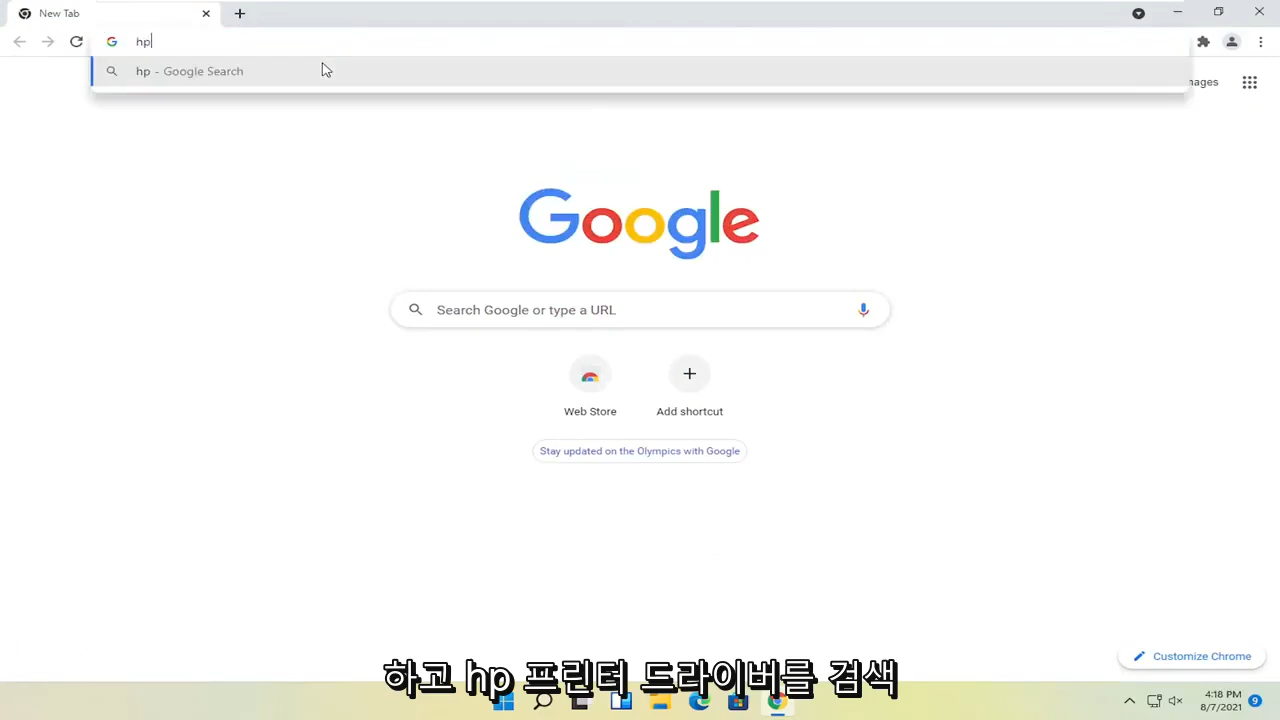 New Tab
hp
hp - Google Search
mages
Google
Search Google or type a URL
Web Store
Add shortcut
Stay updated on the Olympics with Google
Customize Chrome
하고 hp 프린터 드라이버를 검색
4:18 PM
8/7/2021
9